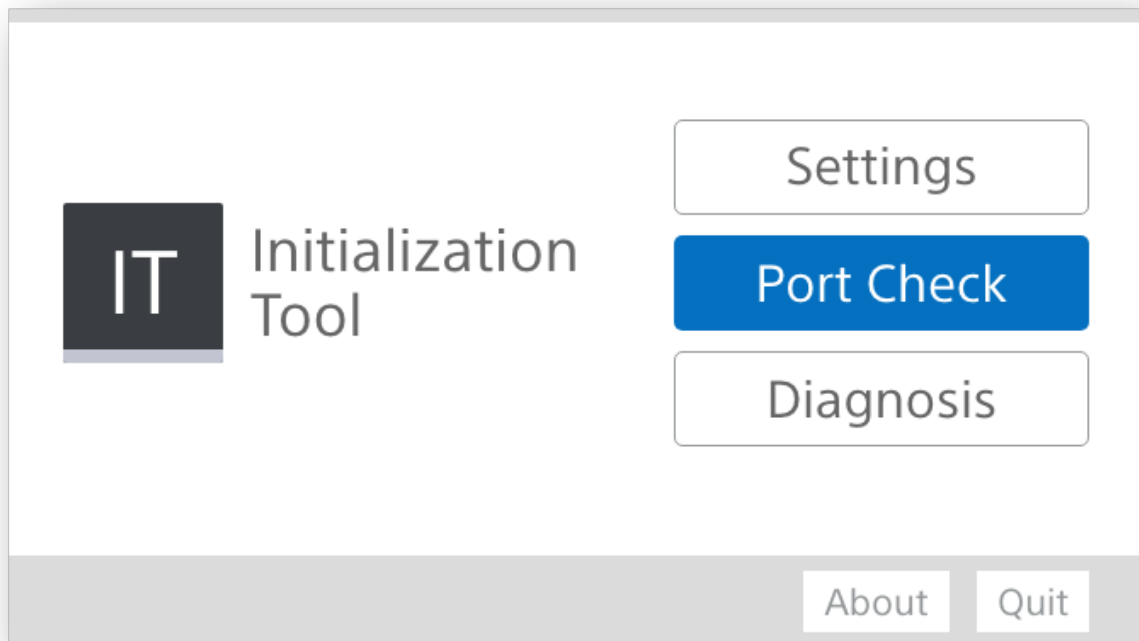 IT
Initialization
Tool
Settings
Port Check
Diagnosis
About
Quit